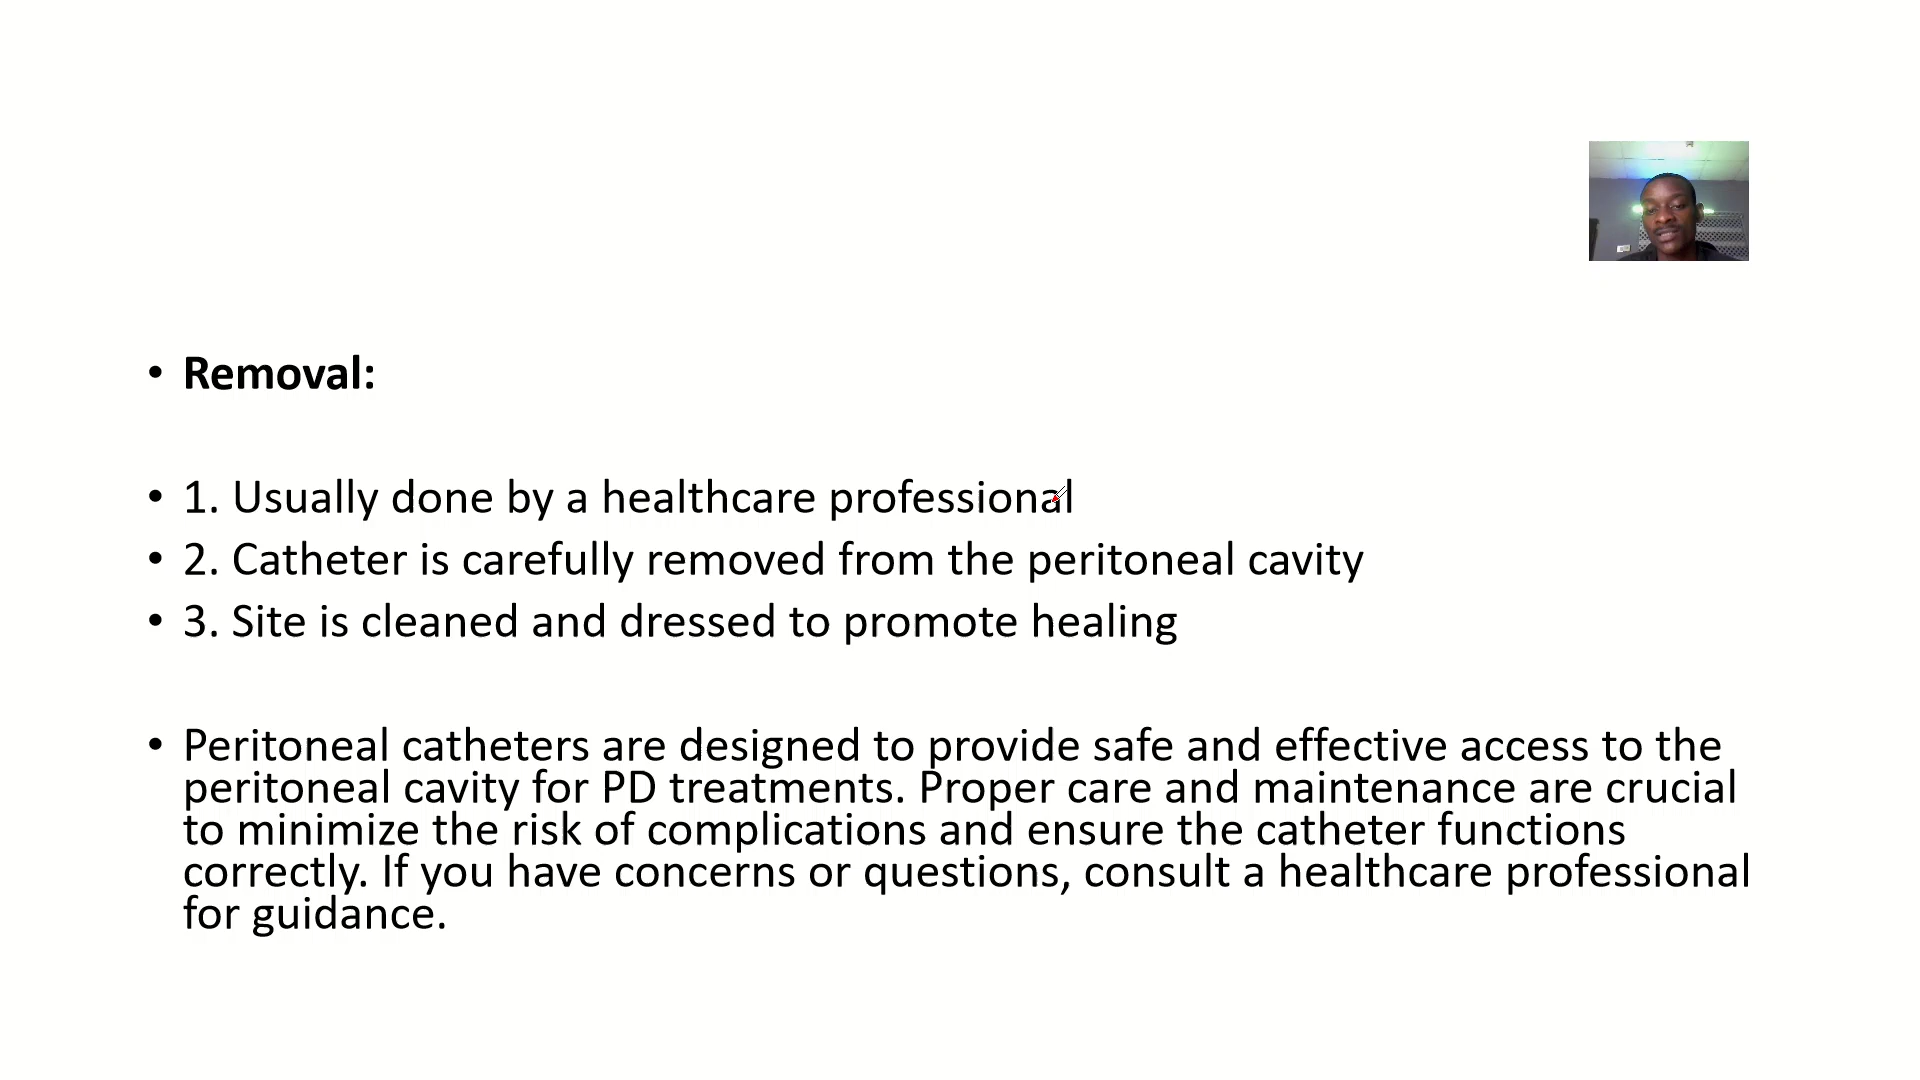 • Removal:
• 1. Usually done by a healthcare professional
• 2. Catheter is carefully removed from the peritoneal cavity
• 3. Site is cleaned and dressed to promote healing
• Peritoneal catheters are designed to provide safe and effective access to the
peritoneal cavity for PD treatments. Proper care and maintenance are crucial
to minimize the risk of complications and ensure the catheter functions
correctly. If you have concerns or questions, consult a healthcare professional
for guidance.